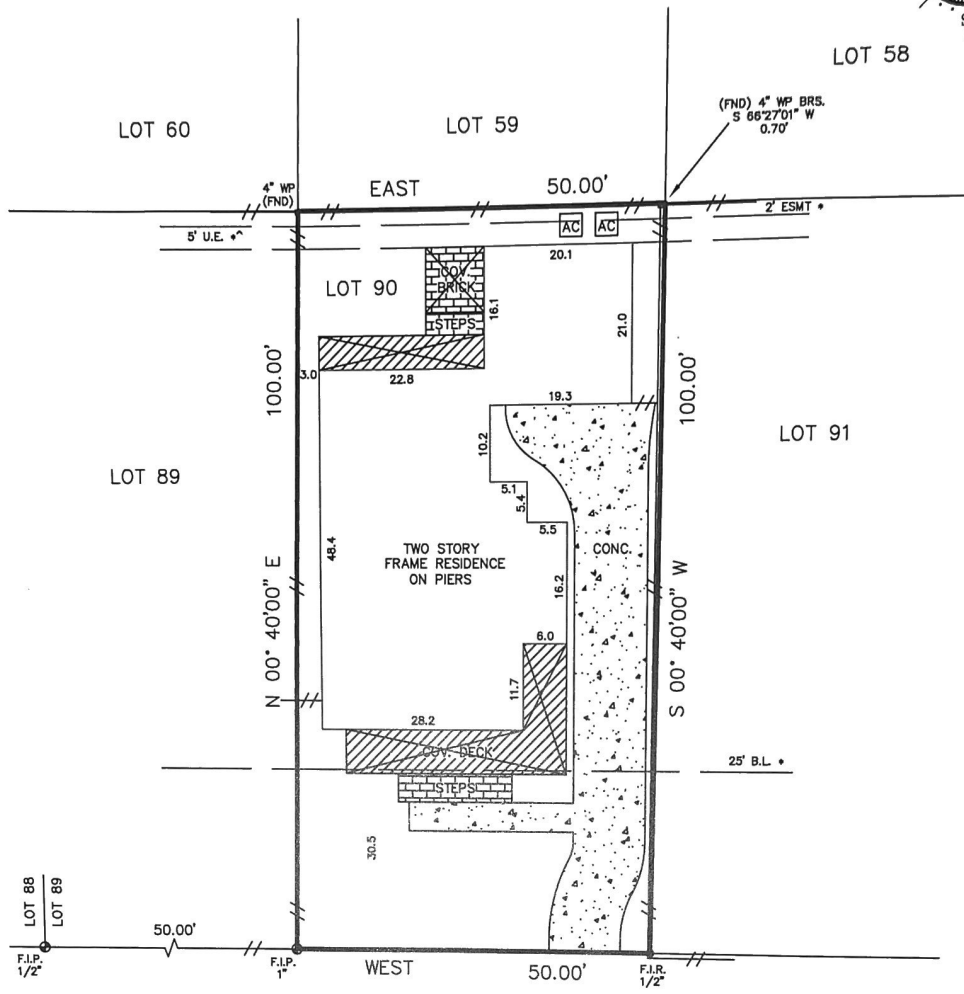 S
LOT 58
(FND) 4" WP BRS.
S 66°27'01" W
0.70'
LOT 60
LOT 59
4" WP
(FND)
EAST
50.00'
2' ESMT *
AC
AC
5' U.E. *^
20.1
COV.
BRICK
LOT 90
16.1
STEPS
21.0
3.0
22.8
100.00'
100.00'
19.3
LOT 91
10.2
LOT 89
5.1
5.4
5.5
48.4
TWO STORY
FRAME RESIDENCE
ON PIERS
CONC.
16.2
N 00° 40'00" E
S 00° 40'00" W
6.0
11.7
28.2
COV. DECK
25' B.L. *
STEPS
30.5
LOT 88
LOT 89
50.00'
F.I.P.
1/2"
F.I.P.
1"
WEST
50.00'
F.I.R.
1/2"